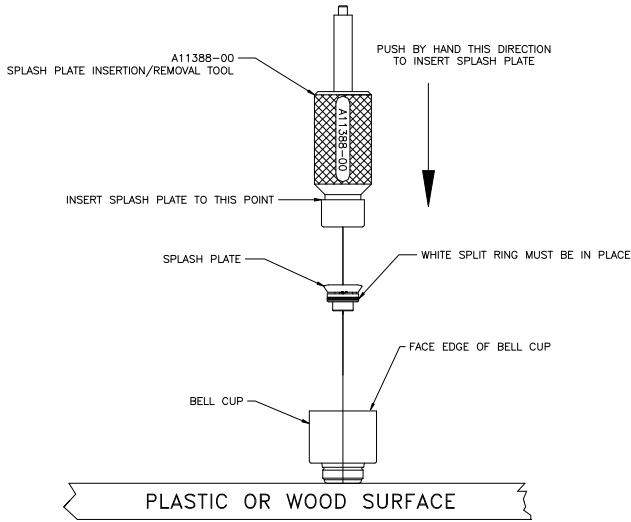 A11388-00
SPLASH PLATE INSERTION/REMOVAL TOOL
PUSH BY HAND THIS DIRECTION
TO INSERT SPLASH PLATE
A11388-00
INSERT SPLASH PLATE TO THIS POINT
SPLASH PLATE
WHITE SPLIT RING MUST BE IN PLACE
FACE EDGE OF BELL CUP
BELL CUP
PLASTIC OR WOOD SURFACE